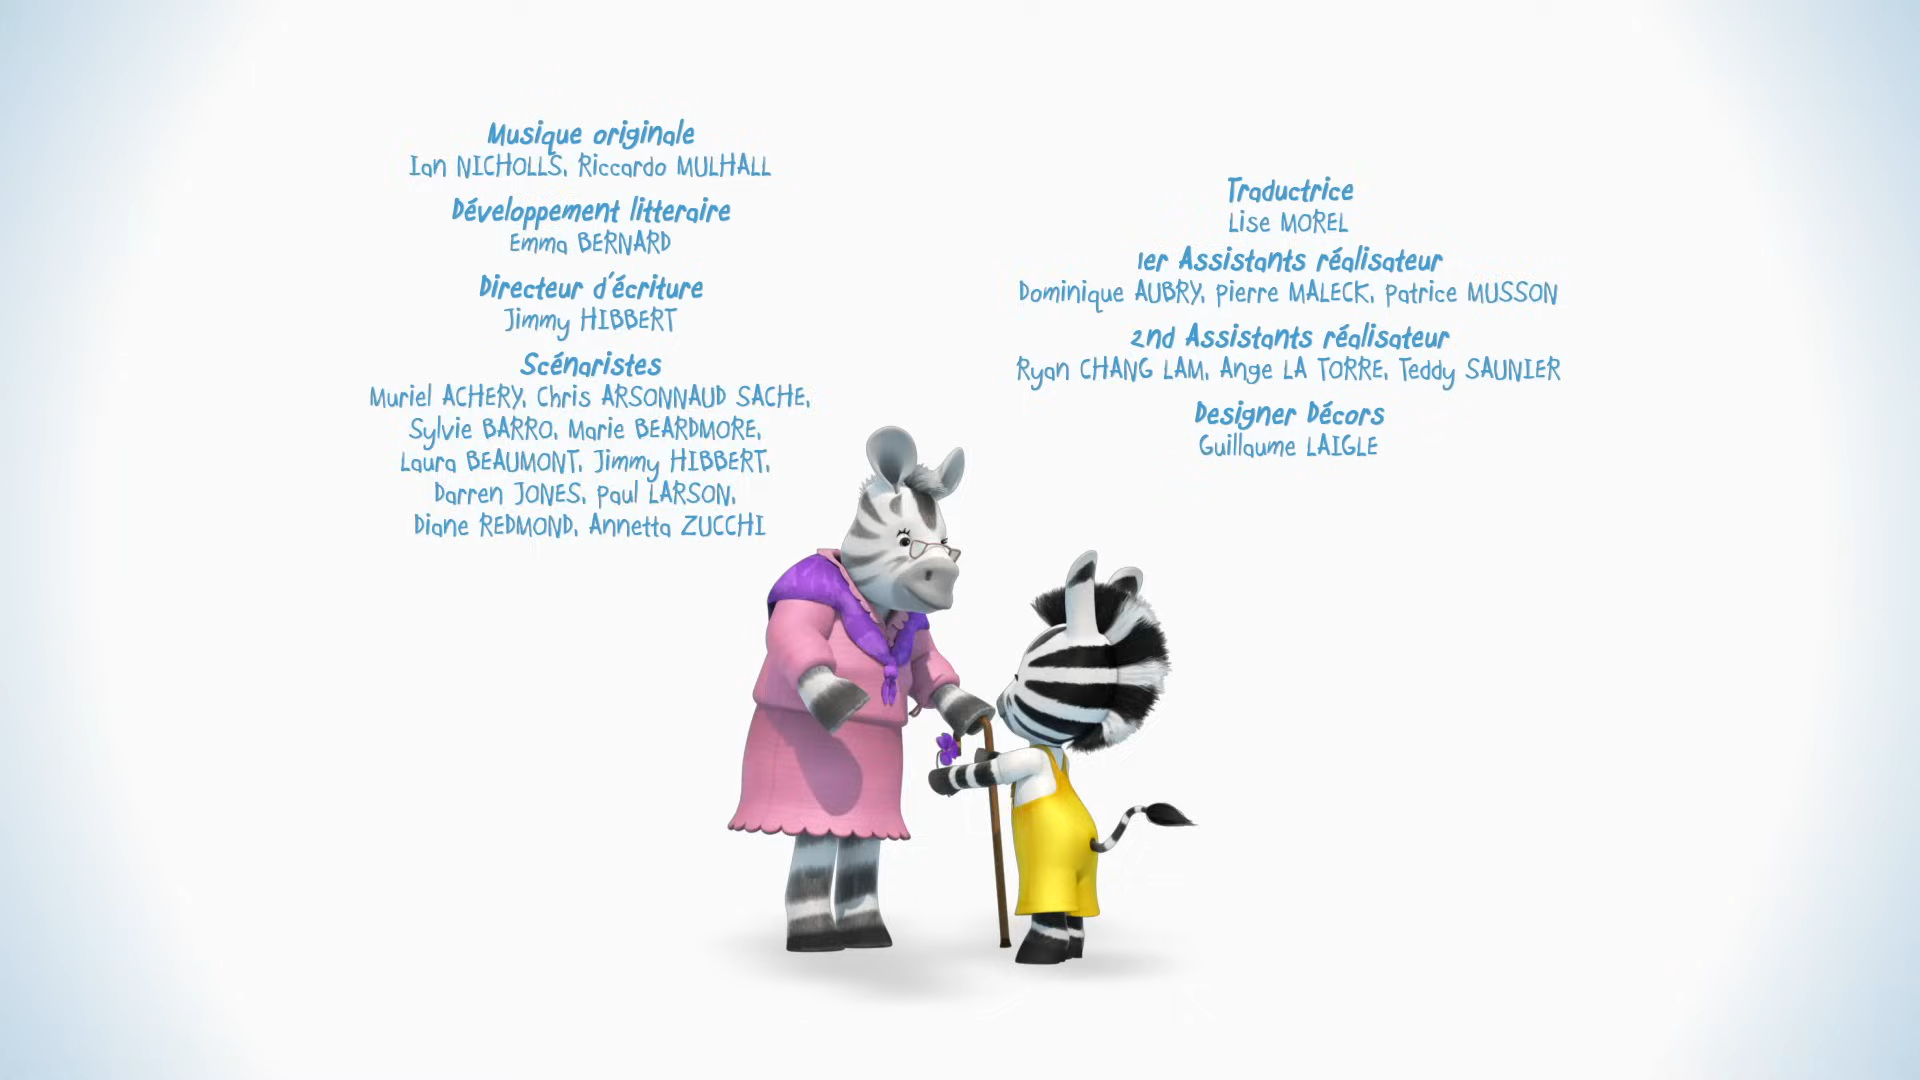 Musique originale
Ian NICHOLLS, Riccardo MULHALL
Développement litteraire
Emma BERNARD
Directeur d'écriture
Jimmy HIBBERT
Scénaristes
Muriel ACHERY, Chris ARSONNAUD SACHE,
Sylvie BARRO, Marie BEARDMORE,
Laura BEAUMONT, Jimmy HIBBERT,
Darren JONES, Paul LARSON,
Diane REDMOND, Annetta ZUCCHI
Traductrice
Lise MOREL
1er Assistants réalisateur
Dominique AUBRY, Pierre MALECK, Patrice MUSSON
2nd Assistants réalisateur
Ryan CHANG LAM, Ange LA TORRE, Teddy SAUNIER
Designer Décors
Guillaume LAIGLE